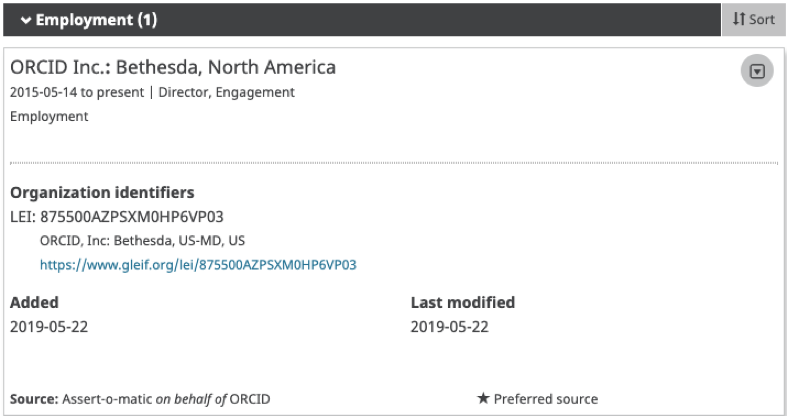 Employment (1)
Sort
ORCID Inc.: Bethesda, North America
2015-05-14 to present | Director, Engagement
Employment
Organization identifiers
LEI: 875500AZPSXM0HP6VP03
ORCID, Inc: Bethesda, US-MD, US
https://www.gleif.org/lei/875500AZPSXM0HP6VP03
Added
Last modified
2019-05-22
2019-05-22
Source: Assert-o-matic on behalf of ORCID
★ Preferred source